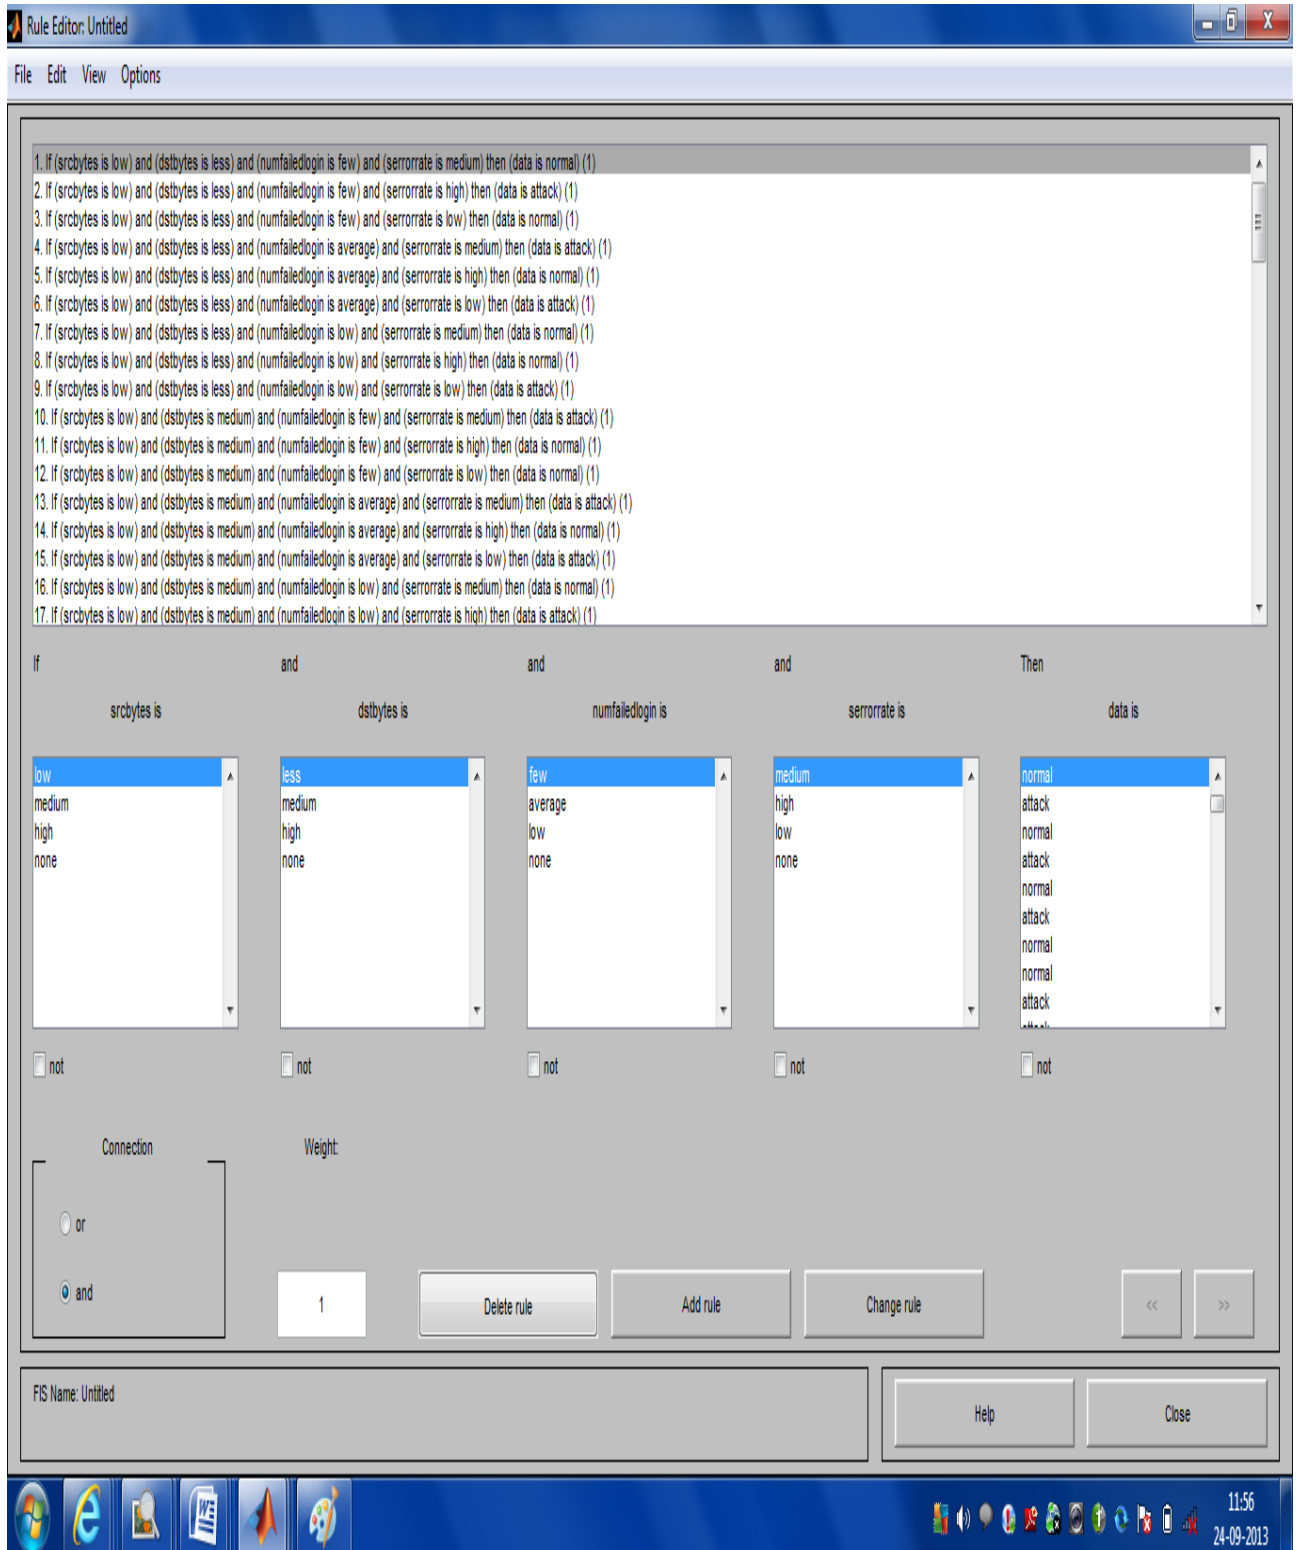 Rule Editor: Untitled
File Edit View Options
1. If (srcbytes is low) and (dstbytes is less) and (numfailedlogin is few) and (serrorrate is medium) then (data is normal) (1)
2. If (srcbytes is low) and (dstbytes is less) and (numfailedlogin is few) and (serrorrate is high) then (data is attack) (1)
3. If (srcbytes is low) and (dstbytes is less) and (numfailedlogin is few) and (serrorrate is low) then (data is normal) (1)
4. If (srcbytes is low) and (dstbytes is less) and (numfailedlogin is average) and (serrorrate is medium) then (data is attack) (1)
5. If (srcbytes is low) and (dstbytes is less) and (numfailedlogin is average) and (serrorrate is high) then (data is normal) (1)
6. If (srcbytes is low) and (dstbytes is less) and (numfailedlogin is average) and (serrorrate is low) then (data is attack) (1)
7. If (srcbytes is low) and (dstbytes is less) and (numfailedlogin is low) and (serrorrate is medium) then (data is normal) (1)
8. If (srcbytes is low) and (dstbytes is less) and (numfailedlogin is low) and (serrorrate is high) then (data is normal) (1)
9. If (srcbytes is low) and (dstbytes is less) and (numfailedlogin is low) and (serrorrate is low) then (data is attack) (1)
10. If (srcbytes is low) and (dstbytes is medium) and (numfailedlogin is few) and (serrorrate is medium) then (data is attack) (1)
11. If (srcbytes is low) and (dstbytes is medium) and (numfailedlogin is few) and (serrorrate is high) then (data is normal) (1)
12. If (srcbytes is low) and (dstbytes is medium) and (numfailedlogin is few) and (serrorrate is low) then (data is normal) (1)
13. If (srcbytes is low) and (dstbytes is medium) and (numfailedlogin is average) and (serrorrate is medium) then (data is attack) (1)
14. If (srcbytes is low) and (dstbytes is medium) and (numfailedlogin is average) and (serrorrate is high) then (data is normal) (1)
15. If (srcbytes is low) and (dstbytes is medium) and (numfailedlogin is average) and (serrorrate is low) then (data is attack) (1)
16. If (srcbytes is low) and (dstbytes is medium) and (numfailedlogin is low) and (serrorrate is medium) then (data is normal) (1)
17. If (srcbytes is low) and (dstbytes is medium) and (numfailedlogin is low) and (serrorrate is high) then (data is attack) (1)
If and and and Then
srcbytes is dstbytes is numfailedlogin is serrorrate is data is
low less few medium normal
medium medium average high attack
high high low low normal
none none none none attack
normal
attack
normal
normal
attack
attack
not not not not not
Connection Weight:
or
and 1 Delete rule Add rule Change rule << >>
FIS Name: Untitled Help Close
11:56
24-09-2013